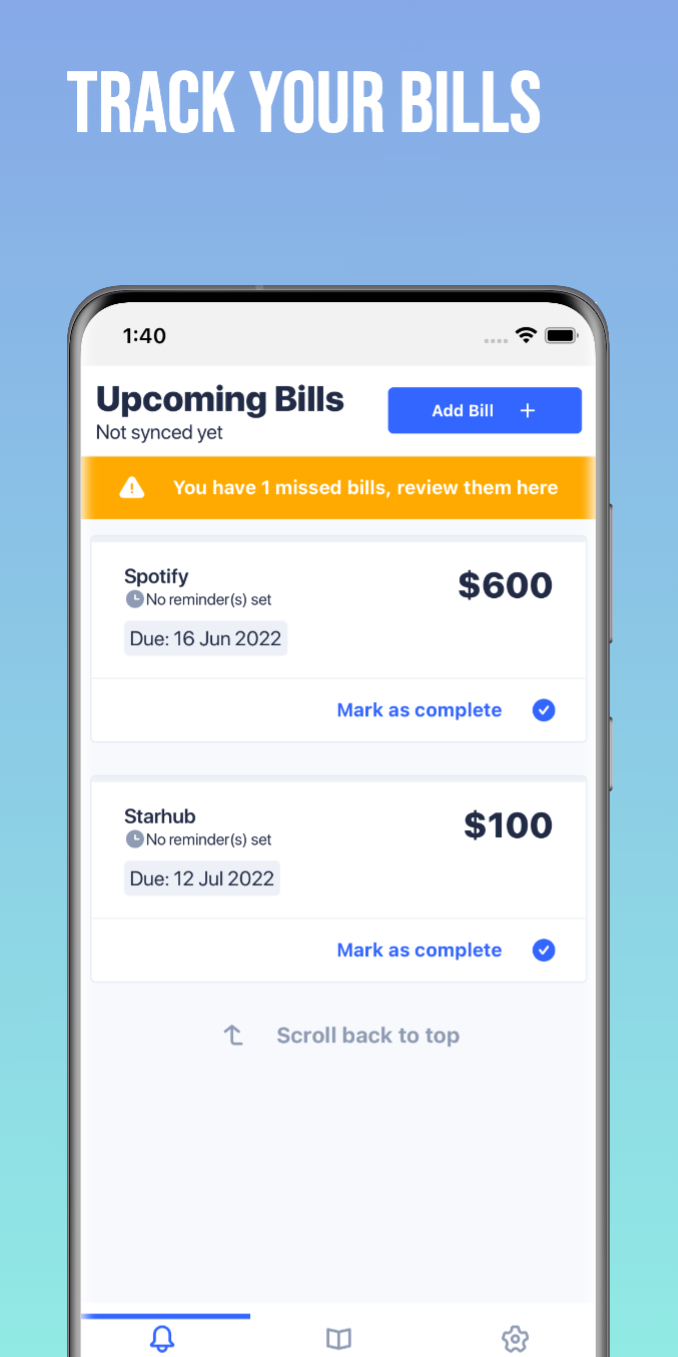 TRACK YOUR BILLS
1:40
Upcoming Bills
Add Bill +
Not synced yet
You have 1 missed bills, review them here
Spotify
$600
No reminder(s) set
Due: 16 Jun 2022
Mark as complete
Starhub
$100
No reminder(s) set
Due: 12 Jul 2022
Mark as complete
Scroll back to top